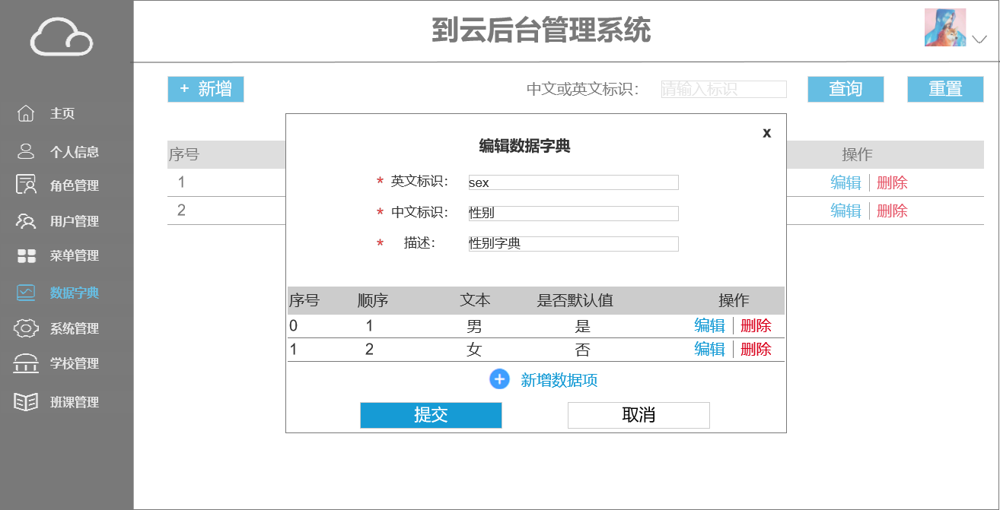 到云后台管理系统
主页
个人信息
角色管理
用户管理
菜单管理
数据字典
系统管理
学校管理
班课管理
+ 新增
中文或英文标识：
请输入标识
查询
重置
序号
操作
1
编辑
删除
2
编辑
删除
x
编辑数据字典
* 英文标识： sex
* 中文标识： 性别
* 描述： 性别字典
序号 顺序 文本 是否默认值 操作
0 1 男 是 编辑 删除
1 2 女 否 编辑 删除
+ 新增数据项
提交
取消